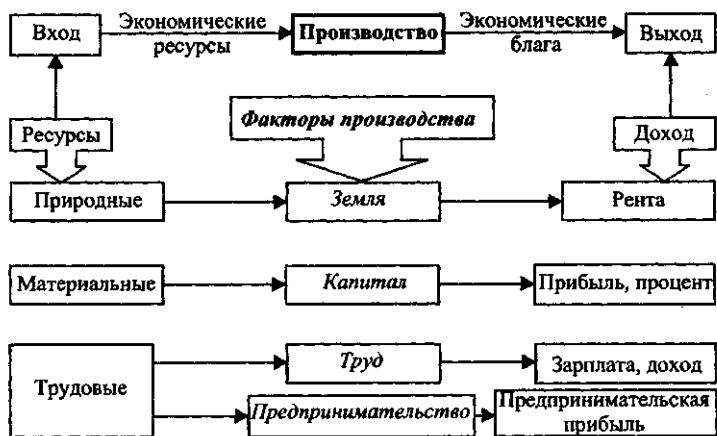 Вход
Экономические
ресурсы
Производство
Экономические
блага
Выход
Ресурсы
Факторы производства
Доход
Природные
Земля
Рента
Материальные
Капитал
Прибыль, процент
Трудовые
Труд
Зарплата, доход
Предпринимательство
Предпринимательская
прибыль